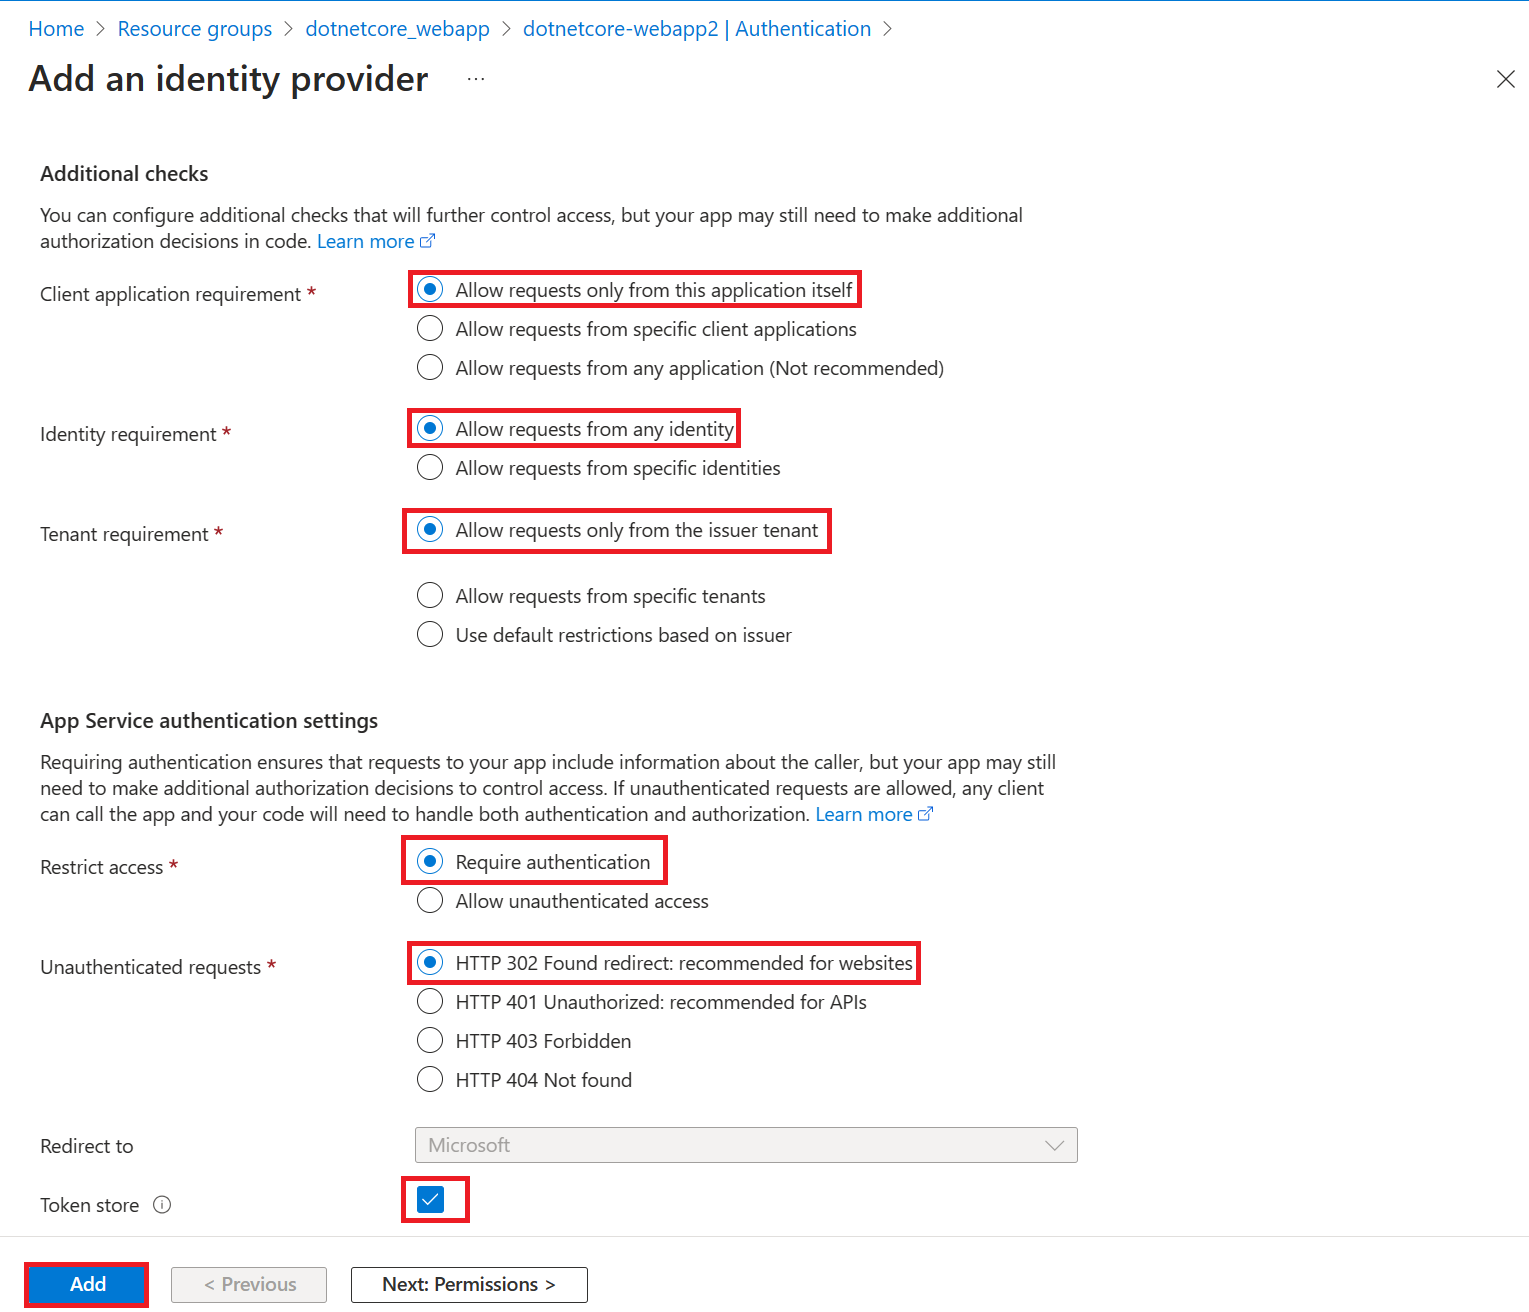 Home > Resource groups > dotnetcore_webapp > dotnetcore-webapp2 | Authentication >
Add an identity provider ...
Additional checks
You can configure additional checks that will further control access, but your app may still need to make additional
authorization decisions in code. Learn more
Client application requirement *
Allow requests only from this application itself
Allow requests from specific client applications
Allow requests from any application (Not recommended)
Identity requirement *
Allow requests from any identity
Allow requests from specific identities
Tenant requirement *
Allow requests only from the issuer tenant
Allow requests from specific tenants
Use default restrictions based on issuer
App Service authentication settings
Requiring authentication ensures that requests to your app include information about the caller, but your app may still
need to make additional authorization decisions to control access. If unauthenticated requests are allowed, any client
can call the app and your code will need to handle both authentication and authorization. Learn more
Restrict access *
Require authentication
Allow unauthenticated access
Unauthenticated requests *
HTTP 302 Found redirect: recommended for websites
HTTP 401 Unauthorized: recommended for APIs
HTTP 403 Forbidden
HTTP 404 Not found
Redirect to
Microsoft
Token store
Add
< Previous
Next: Permissions >